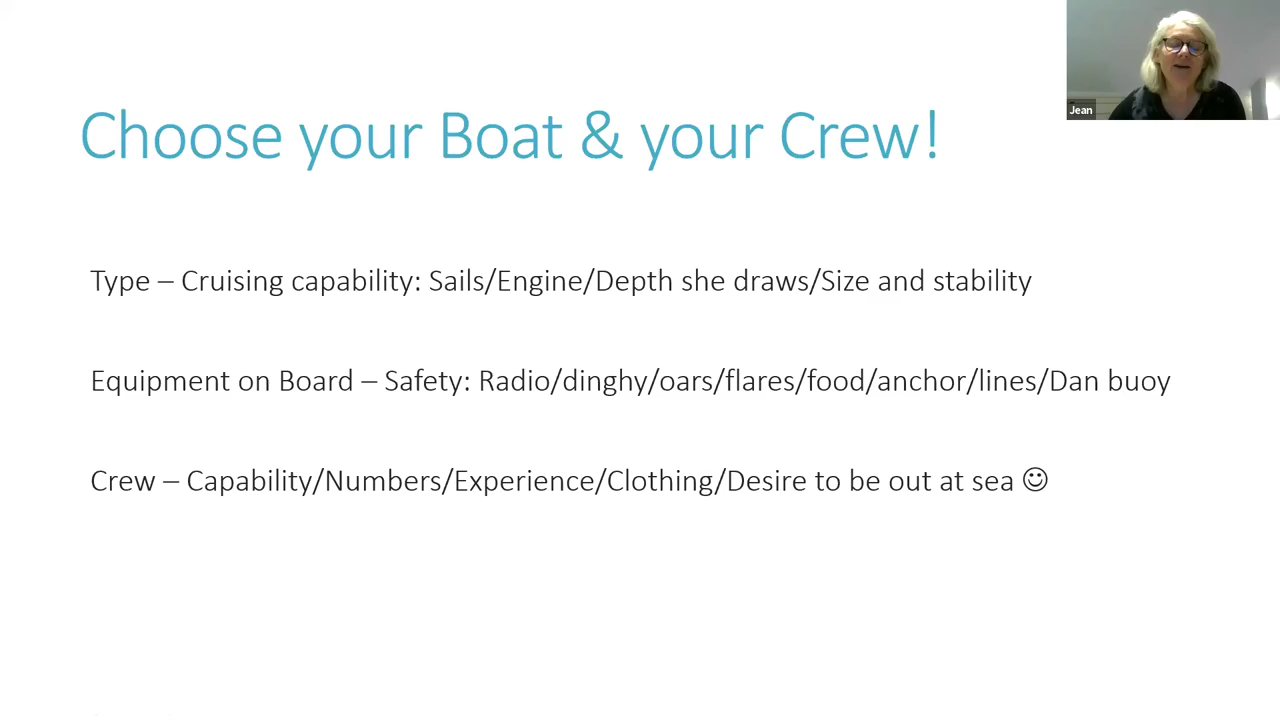 Choose your Boat & your Crew!
Jean
Type – Cruising capability: Sails/Engine/Depth she draws/Size and stability
Equipment on Board – Safety: Radio/dinghy/oars/flares/food/anchor/lines/Dan buoy
Crew – Capability/Numbers/Experience/Clothing/Desire to be out at sea ☺